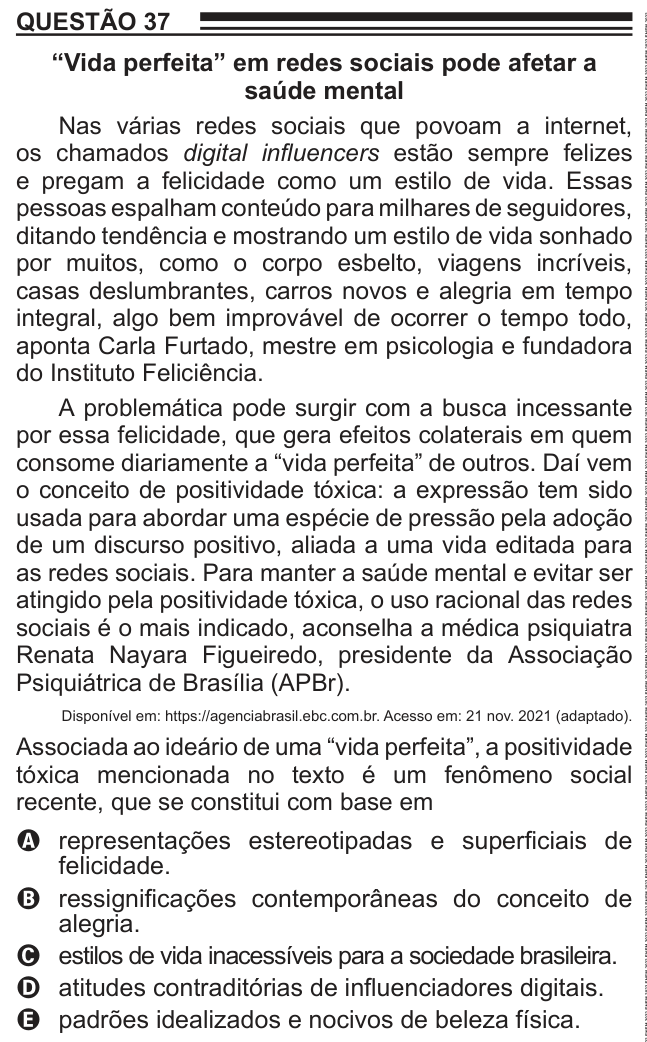 QUESTÃO 37
“Vida perfeita” em redes sociais pode afetar a
saúde mental
Nas várias redes sociais que povoam a internet,
os chamados digital influencers estão sempre felizes
e pregam a felicidade como um estilo de vida. Essas
pessoas espalham conteúdo para milhares de seguidores,
ditando tendência e mostrando um estilo de vida sonhado
por muitos, como o corpo esbelto, viagens incríveis,
casas deslumbrantes, carros novos e alegria em tempo
integral, algo bem improvável de ocorrer o tempo todo,
aponta Carla Furtado, mestre em psicologia e fundadora
do Instituto Feliciência.
A problemática pode surgir com a busca incessante
por essa felicidade, que gera efeitos colaterais em quem
consome diariamente a “vida perfeita” de outros. Daí vem
o conceito de positividade tóxica: a expressão tem sido
usada para abordar uma espécie de pressão pela adoção
de um discurso positivo, aliada a uma vida editada para
as redes sociais. Para manter a saúde mental e evitar ser
atingido pela positividade tóxica, o uso racional das redes
sociais é o mais indicado, aconselha a médica psiquiatra
Renata Nayara Figueiredo, presidente da Associação
Psiquiátrica de Brasília (APBr).
Disponível em: https://agenciabrasil.ebc.com.br. Acesso em: 21 nov. 2021 (adaptado).
Associada ao ideário de uma “vida perfeita”, a positividade
tóxica mencionada no texto é um fenômeno social
recente, que se constitui com base em
A representações estereotipadas e superficiais de
felicidade.
B ressignificações contemporâneas do conceito de
alegria.
C estilos de vida inacessíveis para a sociedade brasileira.
D atitudes contraditórias de influenciadores digitais.
E padrões idealizados e nocivos de beleza física.